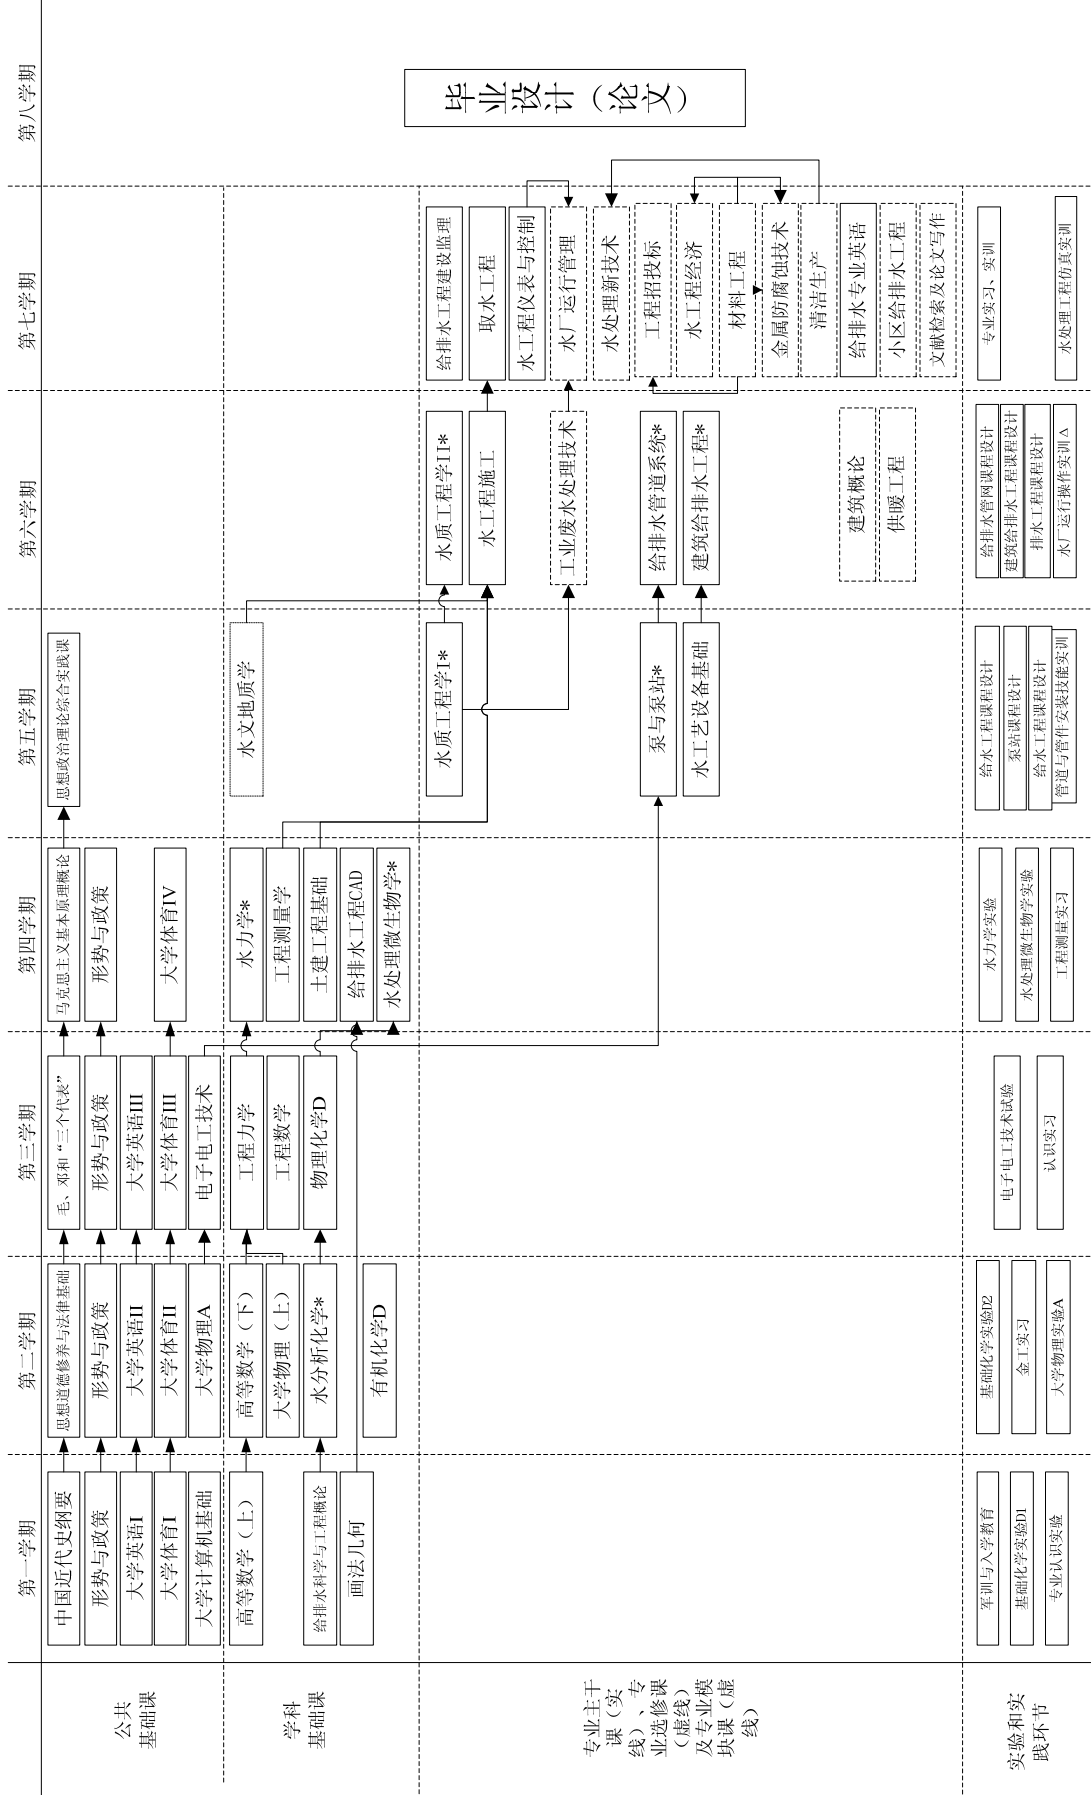 第一学期
第二学期
第三学期
第四学期
第五学期
第六学期
第七学期
第八学期
公共
基础课
中国近代史纲要
思想道德修养与法律基础
毛、邓和“三个代表”
马克思主义基本原理概论
思想政治理论综合实践课
形势与政策
形势与政策
形势与政策
形势与政策
大学英语I
大学英语II
大学英语III
大学体育I
大学体育II
大学体育III
大学体育IV
大学计算机基础
大学物理A
电子电工技术
学科
基础课
高等数学（上）
高等数学（下）
工程力学
水力学*
水文地质学
大学物理（上）
工程数学
工程测量学
给排水科学与工程概论
水分析化学*
物理化学D
土建工程基础
画法几何
给排水工程CAD
有机化学D
水处理微生物学*
专业主干
课（实
线）、专
业选修课
（虚线）
及专业模
块课（虚
线）
水质工程学I*
水质工程学II*
给排水工程建设监理
水工程施工
取水工程
水工程仪表与控制
工业废水处理技术
水厂运行管理
水处理新技术
泵与泵站*
给排水管道系统*
工程招投标
水工艺设备基础
建筑给排水工程*
水工程经济
材料工程
金属防腐蚀技术
清洁生产
建筑概论
给排水专业英语
供暖工程
小区给排水工程
文献检索及论文写作
毕业设计（论文）
实验和实
践环节
军训与入学教育
基础化学实验D1
专业认识实验
基础化学实验D2
金工实习
大学物理实验A
电子电工技术试验
认识实习
水力学实验
水处理微生物学实验
工程测量实习
给水工程课程设计
泵站课程设计
给水工程课程设计
管道与管件安装技能实训
给排水管网课程设计
建筑给排水工程课程设计
排水工程课程设计
水厂运行操作实训Δ
专业实习、实训
水处理工程仿真实训